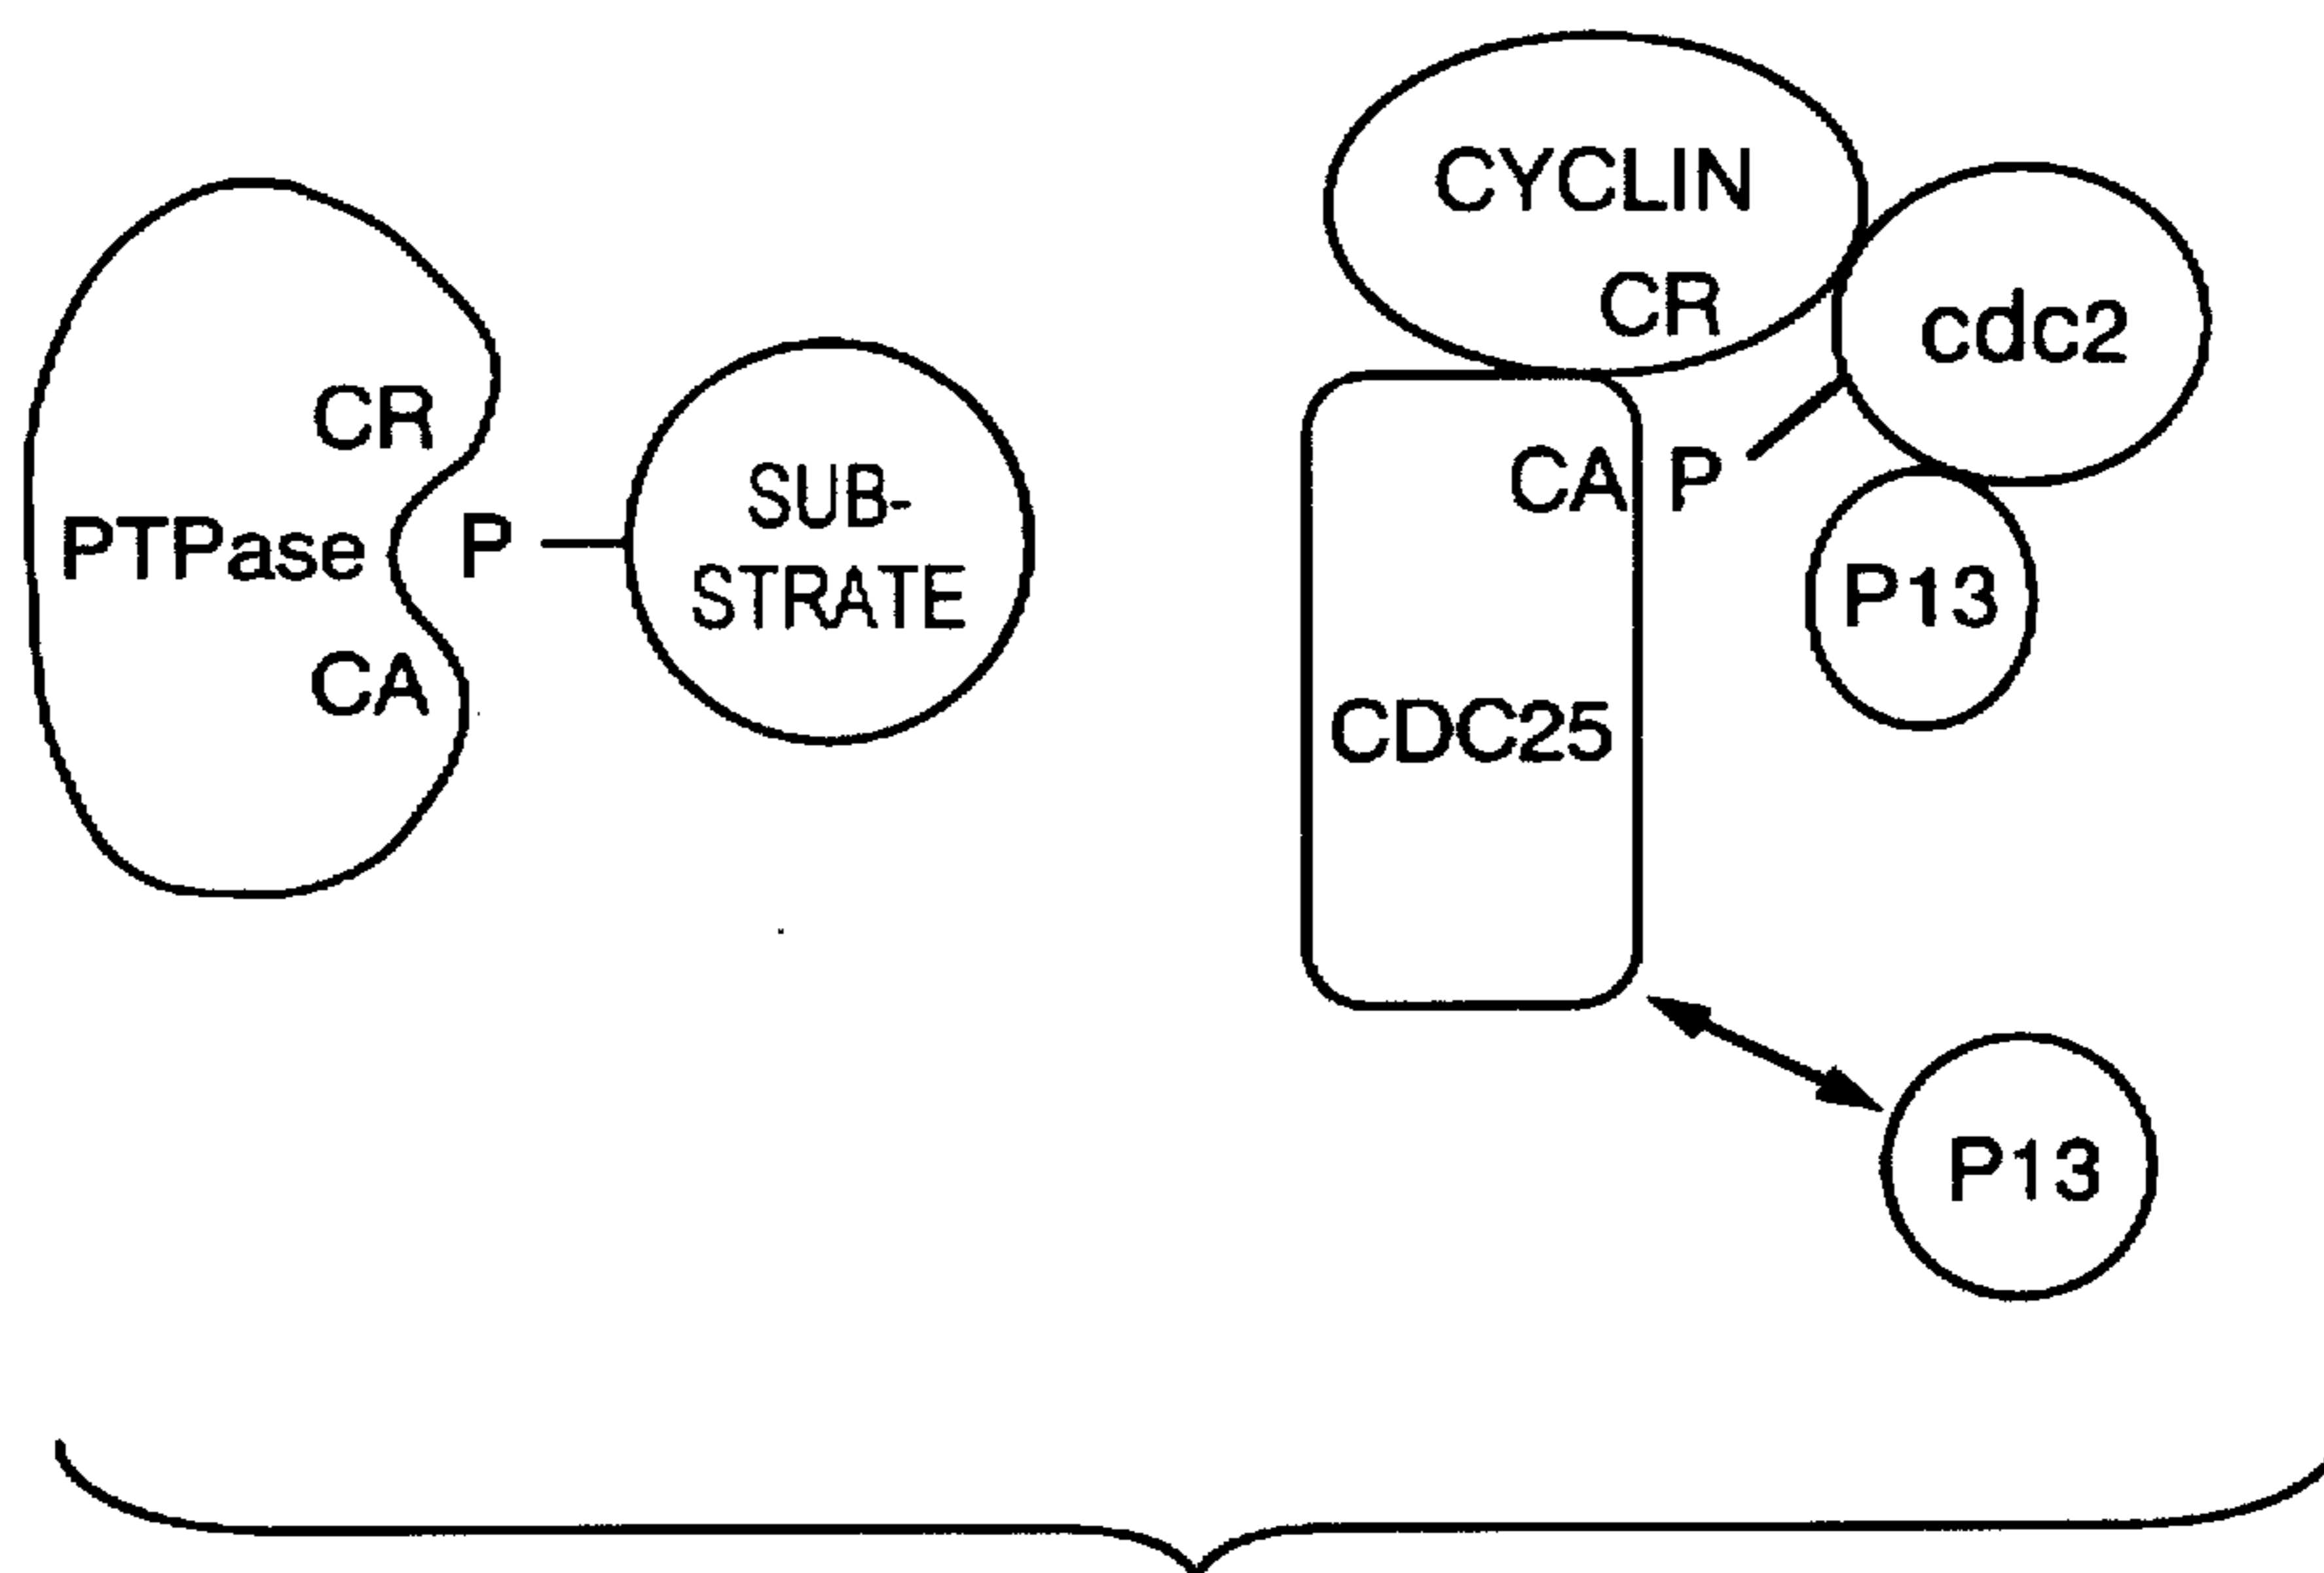 CR
PTPase
P
CA
SUB-
STRATE
CYCLIN
CR
cdc2
CA
P
P13
CDC25
P13